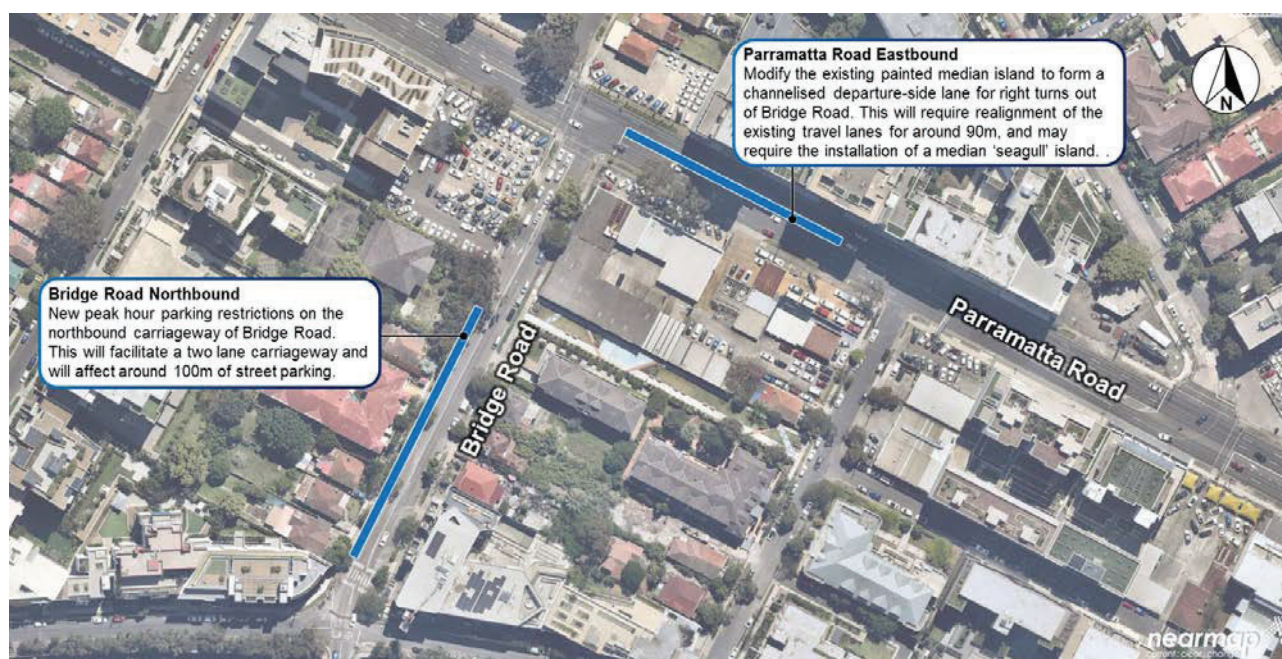 Parramatta Road Eastbound
Modify the existing painted median island to form a
channelised departure-side lane for right turns out
of Bridge Road. This will require realignment of the
existing travel lanes for around 90m, and may
require the installation of a median ‘seagull’ island. .
N
Bridge Road Northbound
New peak hour parking restrictions on the
northbound carriageway of Bridge Road.
This will facilitate a two lane carriageway and
will affect around 100m of street parking.
Bridge Road
Parramatta Road
nearmap